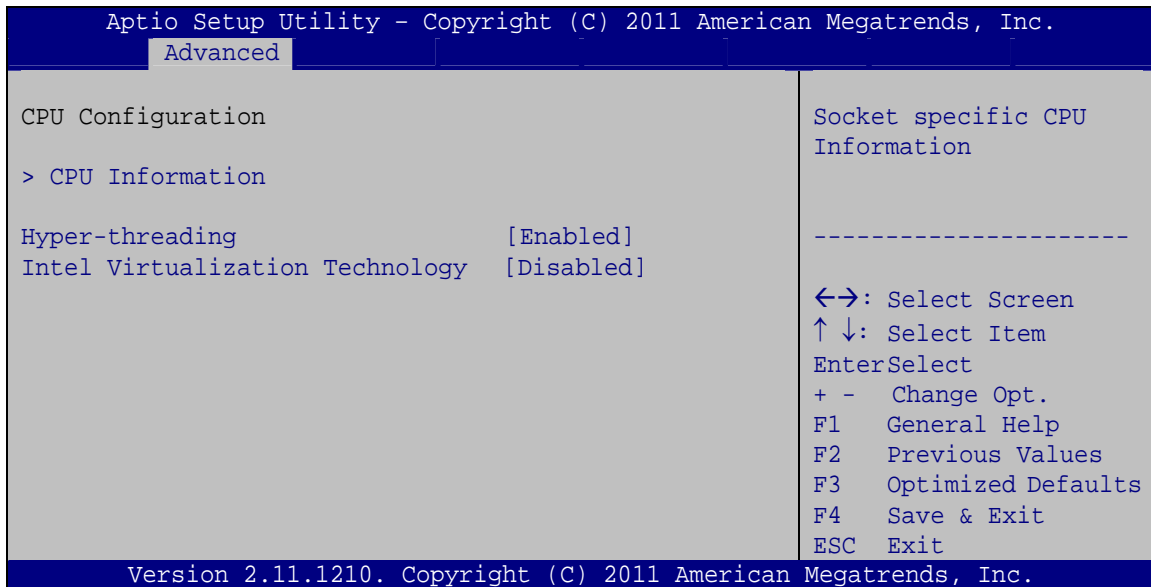 Aptio Setup Utility – Copyright (C) 2011 American Megatrends, Inc.
Advanced
CPU Configuration
> CPU Information
Hyper-threading [Enabled]
Intel Virtualization Technology [Disabled]
Socket specific CPU
Information
----------------------
←→: Select Screen
↑ ↓: Select Item
EnterSelect
+ - Change Opt.
F1 General Help
F2 Previous Values
F3 Optimized Defaults
F4 Save & Exit
ESC Exit
Version 2.11.1210. Copyright (C) 2011 American Megatrends, Inc.